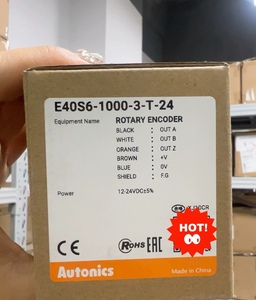 E40S6-1000-3-T-24
Equipment Name ROTARY ENCODER
BLACK : OUT A
WHITE : OUT B
ORANGE : OUT Z
BROWN : +V
BLUE : 0V
SHIELD : F.G
Power 12-24VDC±5%
CE RoHS EAC
HOT!
Autonics
Made in China